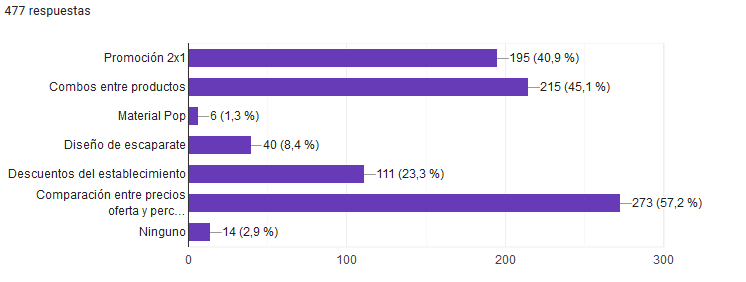 477 respuestas
Promoción 2x1
195 (40,9 %)
Combos entre productos
215 (45,1 %)
Material Pop
6 (1,3 %)
Diseño de escaparate
40 (8,4 %)
Descuentos del establecimiento
111 (23,3 %)
Comparación entre precios
oferta y perc...
273 (57,2 %)
Ninguno
14 (2,9 %)
0
100
200
300